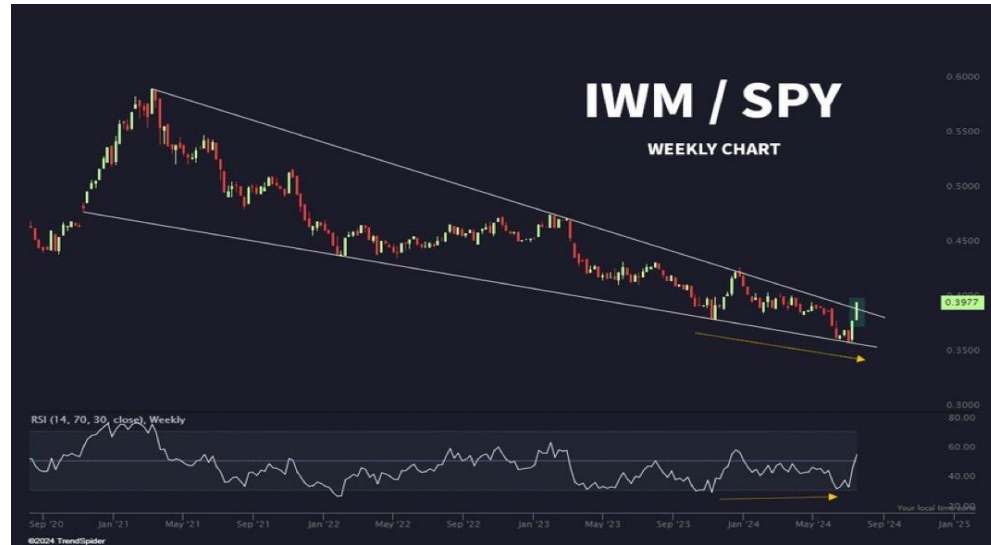 IWM / SPY
WEEKLY CHART
0.6000
0.5500
0.5000
0.4500
0.3977
0.3500
0.3000
RSI (14, 70, 30, close), Weekly
80.00
60.00
40.00
20.00
Your local time zone
Sep '20 Jan '21 May '21 Sep '21 Jan '22 May '22 Sep '22 Jan '23 May '23 Sep '23 Jan '24 May '24 Sep '24 Jan '25
©2024 TrendSpider